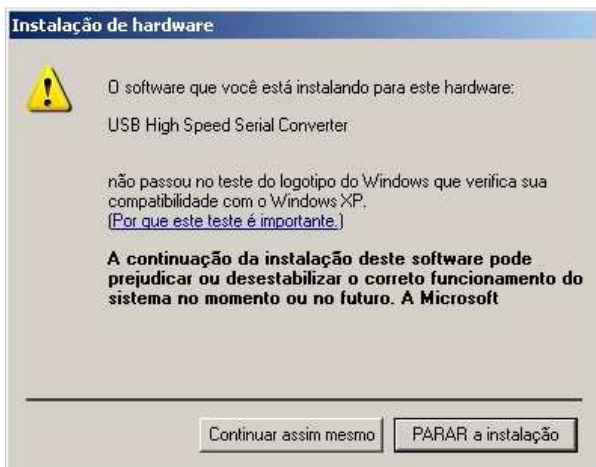 Instalação de hardware
O software que você está instalando para este hardware:
USB High Speed Serial Converter
não passou no teste do logotipo do Windows que verifica sua
compatibilidade com o Windows XP.
(Por que este teste é importante.)
A continuação da instalação deste software pode
prejudicar ou desestabilizar o correto funcionamento do
sistema no momento ou no futuro. A Microsoft
Continuar assim mesmo
PARAR a instalação